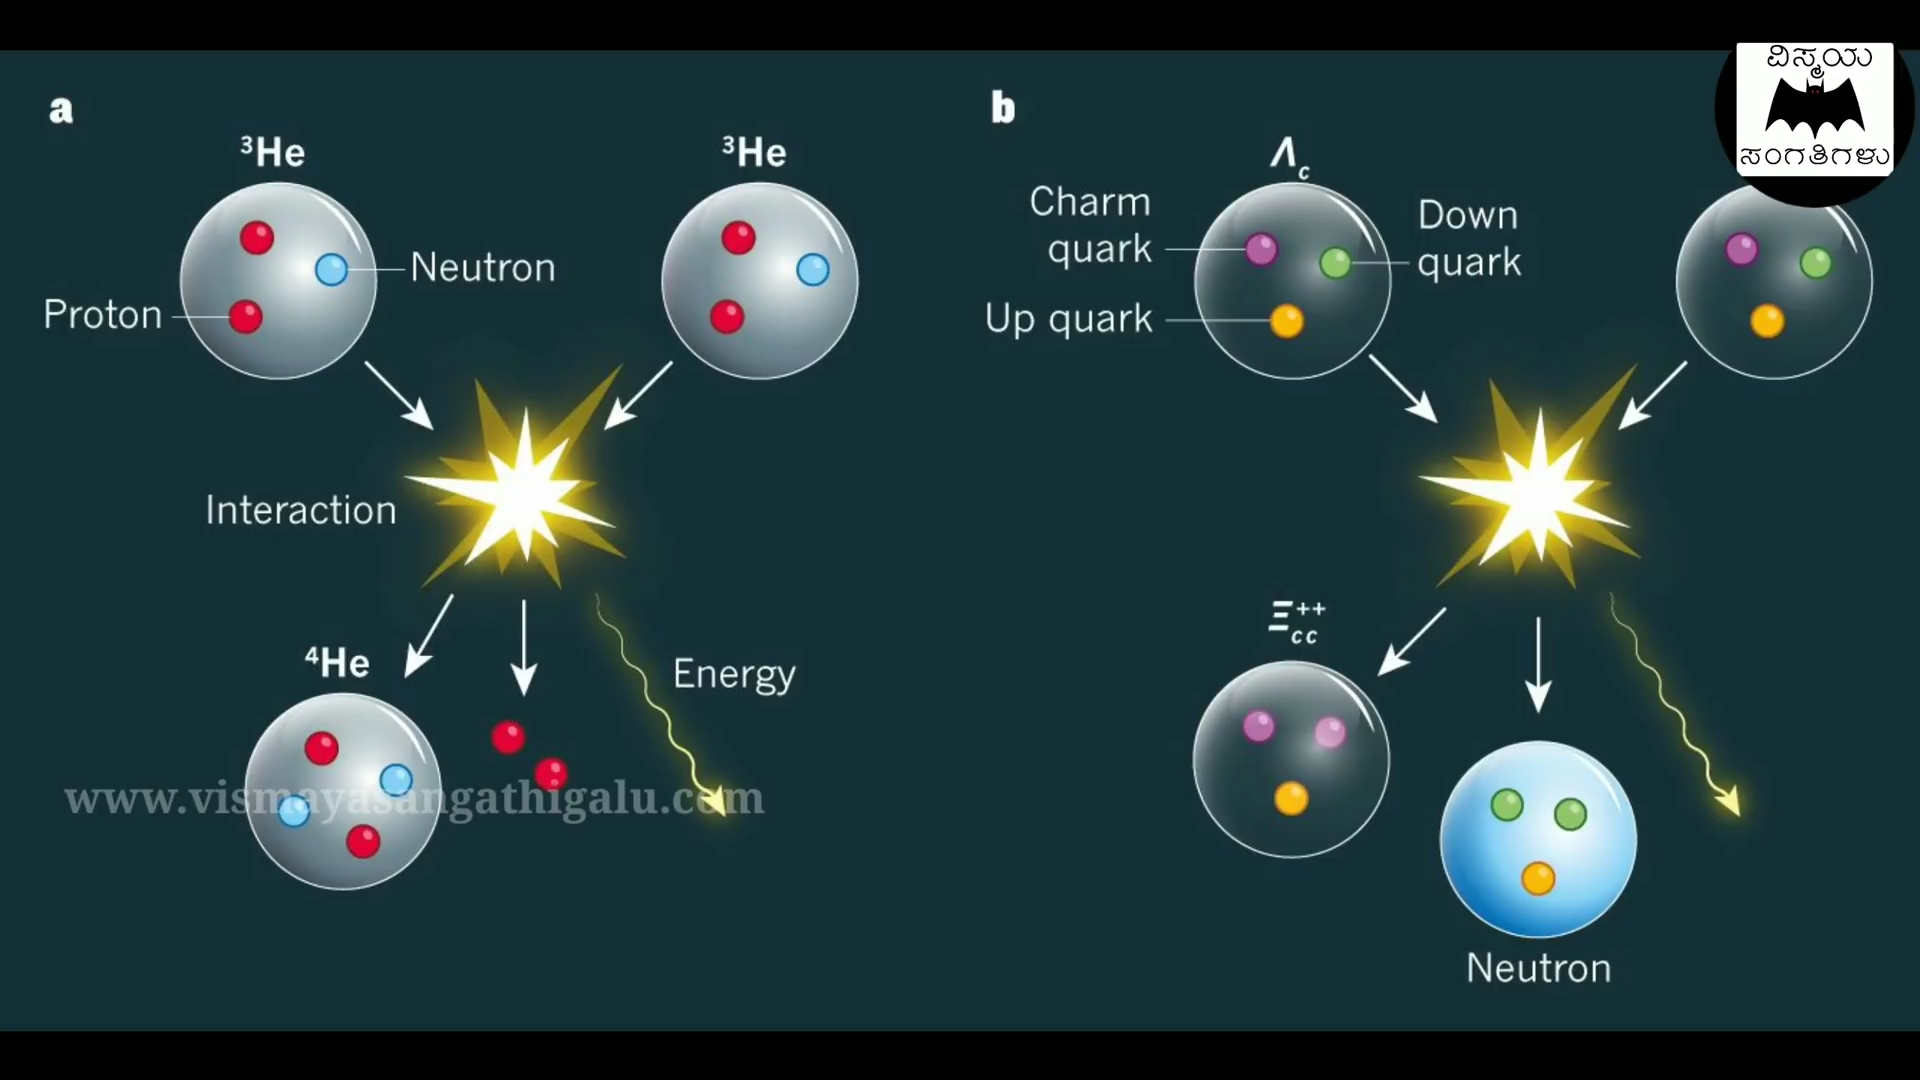 a
³He
³He
Neutron
Proton
Interaction
⁴He
Energy
b
Λc
Charm quark
Down quark
Up quark
Ξcc⁺⁺
Neutron
ವಿಸ್ಮಯ
ಸಂಗತಿಗಳು
www.vismayasangathigalu.com